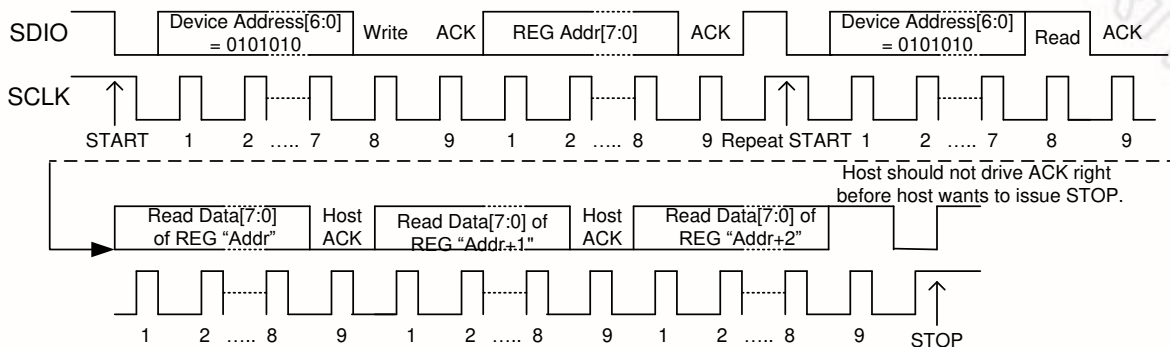 SDIO
Device Address[6:0]
= 0101010
Write
ACK
REG Addr[7:0]
ACK
Device Address[6:0]
= 0101010
Read
ACK
SCLK
START 1 2 ..... 7 8 9 1 2 ..... 8 9 Repeat START 1 2 ..... 7 8 9
Host should not drive ACK right
before host wants to issue STOP.
Read Data[7:0]
of REG “Addr”
Host
ACK
Read Data[7:0] of
REG “Addr+1"
Host
ACK
Read Data[7:0] of
REG “Addr+2”
1 2 ..... 8 9 1 2 ..... 8 9 1 2 ..... 8 9 STOP